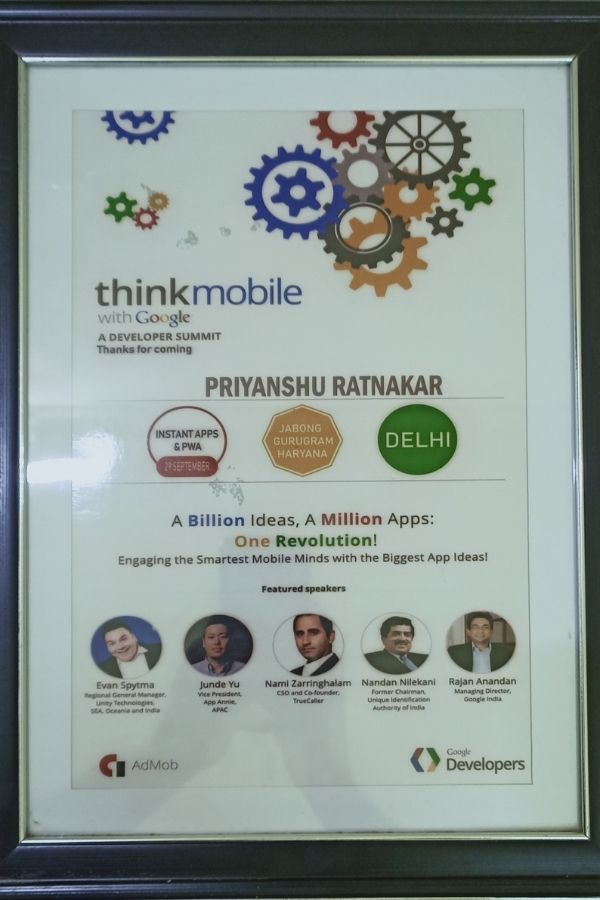 thinkmobile
with Google
A DEVELOPER SUMMIT
Thanks for coming
PRIYANSHU RATNAKAR
INSTANT APPS
& PWA
29 SEPTEMBER
JABONG
GURUGRAM
HARYANA
DELHI
A Billion Ideas, A Million Apps:
One Revolution!
Engaging the Smartest Mobile Minds with the Biggest App Ideas!
Featured speakers
Evan Spytma
Regional General Manager,
Unity Technologies,
SEA, Oceania and India
Junde Yu
Vice President,
App Annie,
APAC
Nami Zarringhalam
CSO and Co-founder,
TrueCaller
Nandan Nilekani
Former Chairman,
Unique Identification
Authority of India
Rajan Anandan
Managing Director,
Google India
AdMob
Google
Developers